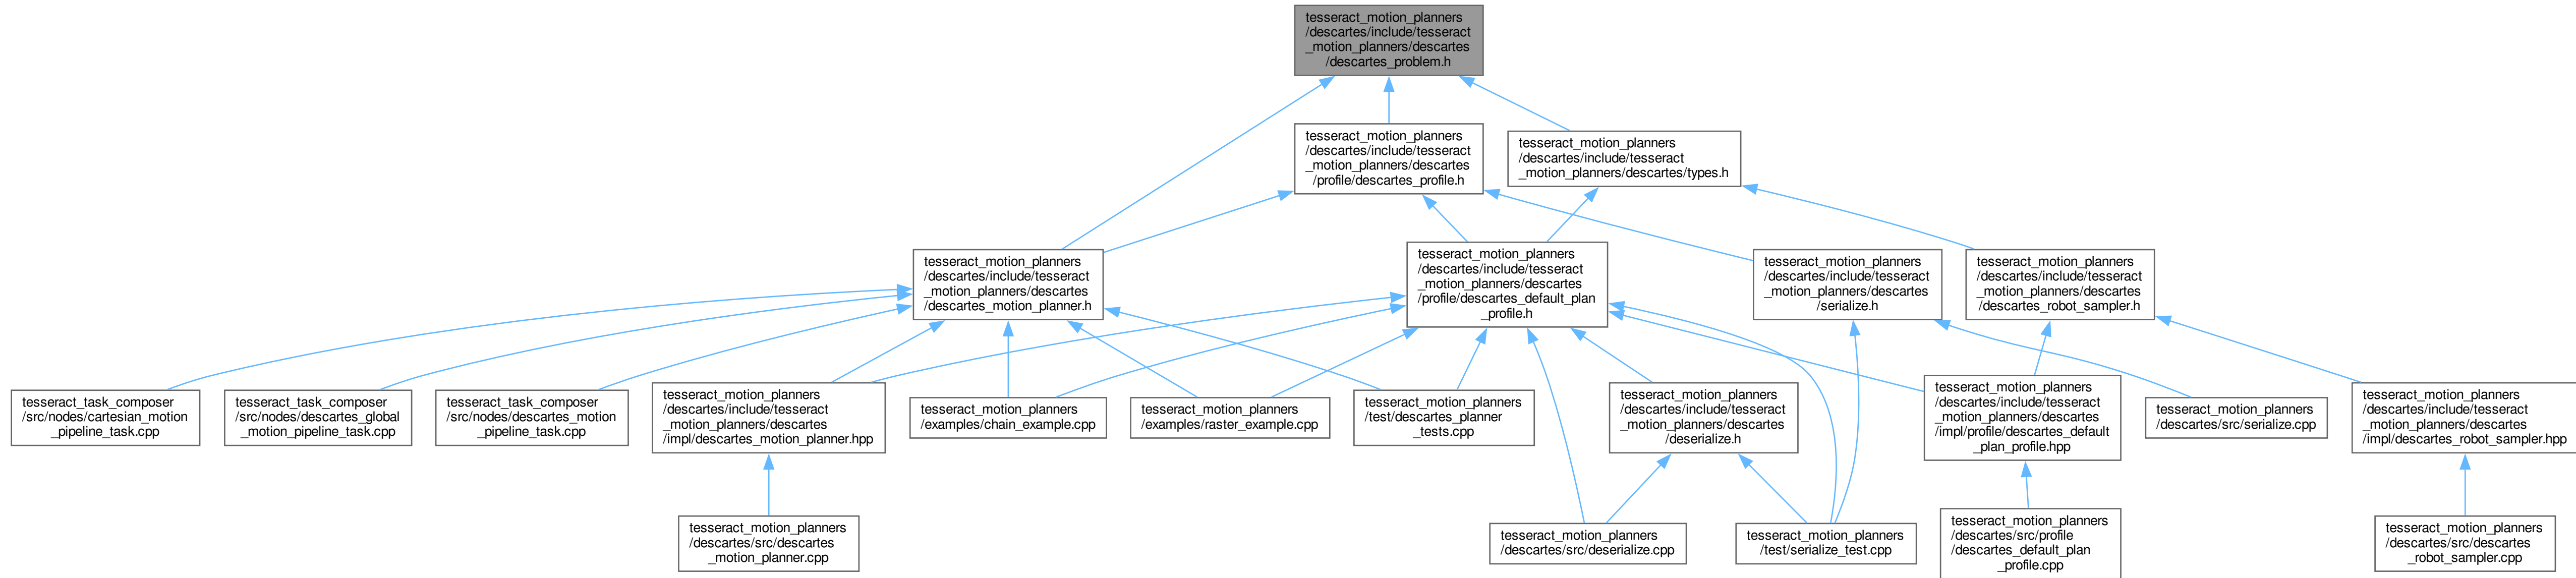 tesseract_motion_planners
/descartes/include/tesseract
_motion_planners/descartes
/descartes_problem.h
tesseract_motion_planners
/descartes/include/tesseract
_motion_planners/descartes
/profile/descartes_profile.h
tesseract_motion_planners
/descartes/include/tesseract
_motion_planners/descartes/types.h
tesseract_motion_planners
/descartes/include/tesseract
_motion_planners/descartes
/descartes_motion_planner.h
tesseract_motion_planners
/descartes/include/tesseract
_motion_planners/descartes
/profile/descartes_default_plan
_profile.h
tesseract_motion_planners
/descartes/include/tesseract
_motion_planners/descartes
/serialize.h
tesseract_motion_planners
/descartes/include/tesseract
_motion_planners/descartes
/descartes_robot_sampler.h
tesseract_task_composer
/src/nodes/cartesian_motion
_pipeline_task.cpp
tesseract_task_composer
/src/nodes/descartes_global
_motion_pipeline_task.cpp
tesseract_task_composer
/src/nodes/descartes_motion
_pipeline_task.cpp
tesseract_motion_planners
/descartes/include/tesseract
_motion_planners/descartes
/impl/descartes_motion_planner.hpp
tesseract_motion_planners
/examples/chain_example.cpp
tesseract_motion_planners
/examples/raster_example.cpp
tesseract_motion_planners
/test/descartes_planner
_tests.cpp
tesseract_motion_planners
/descartes/include/tesseract
_motion_planners/descartes
/deserialize.h
tesseract_motion_planners
/descartes/include/tesseract
_motion_planners/descartes
/impl/profile/descartes_default
_plan_profile.hpp
tesseract_motion_planners
/descartes/src/serialize.cpp
tesseract_motion_planners
/descartes/include/tesseract
_motion_planners/descartes
/impl/descartes_robot_sampler.hpp
tesseract_motion_planners
/descartes/src/descartes
_motion_planner.cpp
tesseract_motion_planners
/descartes/src/deserialize.cpp
tesseract_motion_planners
/test/serialize_test.cpp
tesseract_motion_planners
/descartes/src/profile
/descartes_default_plan
_profile.cpp
tesseract_motion_planners
/descartes/src/descartes
_robot_sampler.cpp